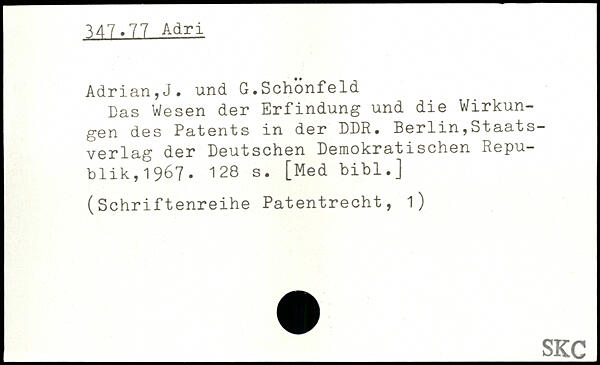 347.77 Adri
Adrian,J. und G.Schönfeld
Das Wesen der Erfindung und die Wirkun-
gen des Patents in der DDR. Berlin,Staats-
verlag der Deutschen Demokratischen Repu-
blik,1967. 128 s. [Med bibl.]
(Schriftenreihe Patentrecht, 1)
SKC